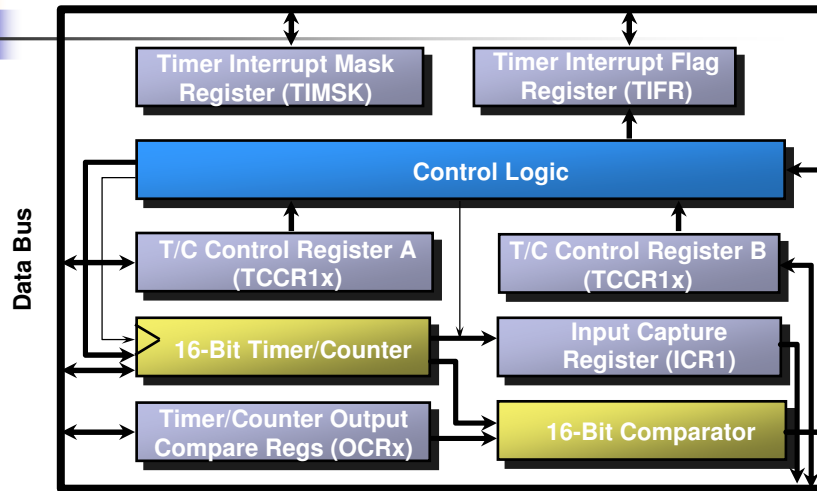 Timer Interrupt Mask
Register (TIMSK)
Timer Interrupt Flag
Register (TIFR)
Control Logic
Data Bus
T/C Control Register A
(TCCR1x)
T/C Control Register B
(TCCR1x)
16-Bit Timer/Counter
Input Capture
Register (ICR1)
Timer/Counter Output
Compare Regs (OCRx)
16-Bit Comparator